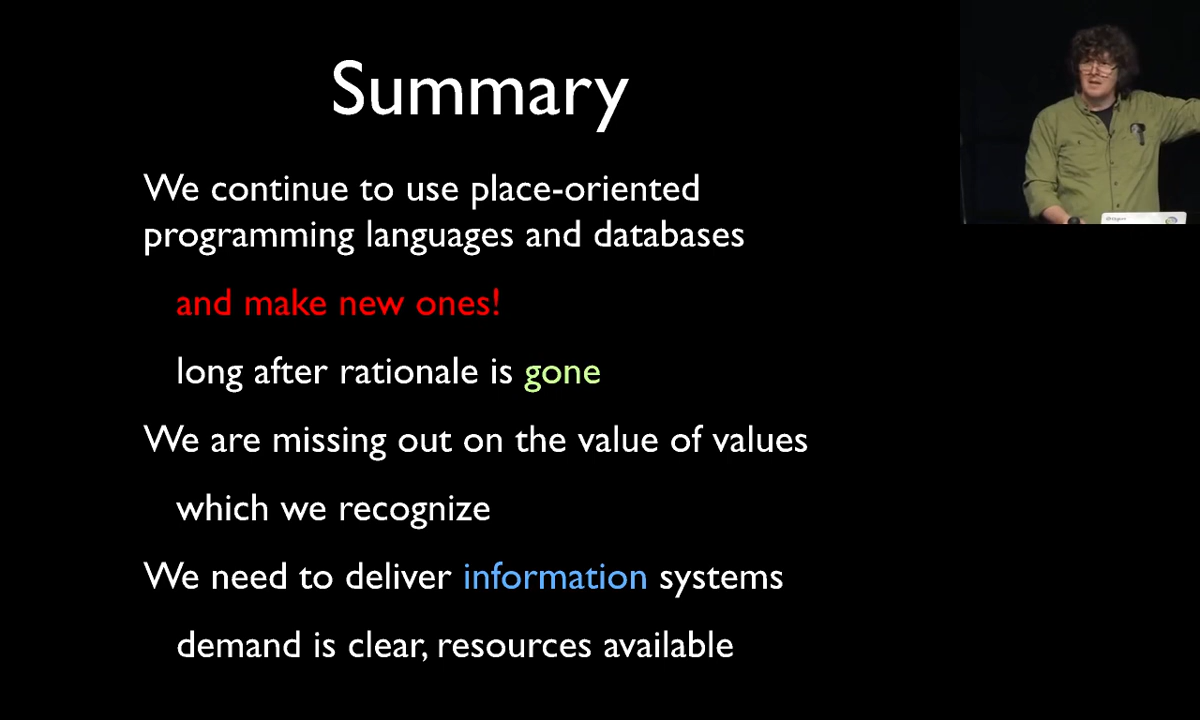 Summary
We continue to use place-oriented
programming languages and databases
and make new ones!
long after rationale is gone
We are missing out on the value of values
which we recognize
We need to deliver information systems
demand is clear, resources available